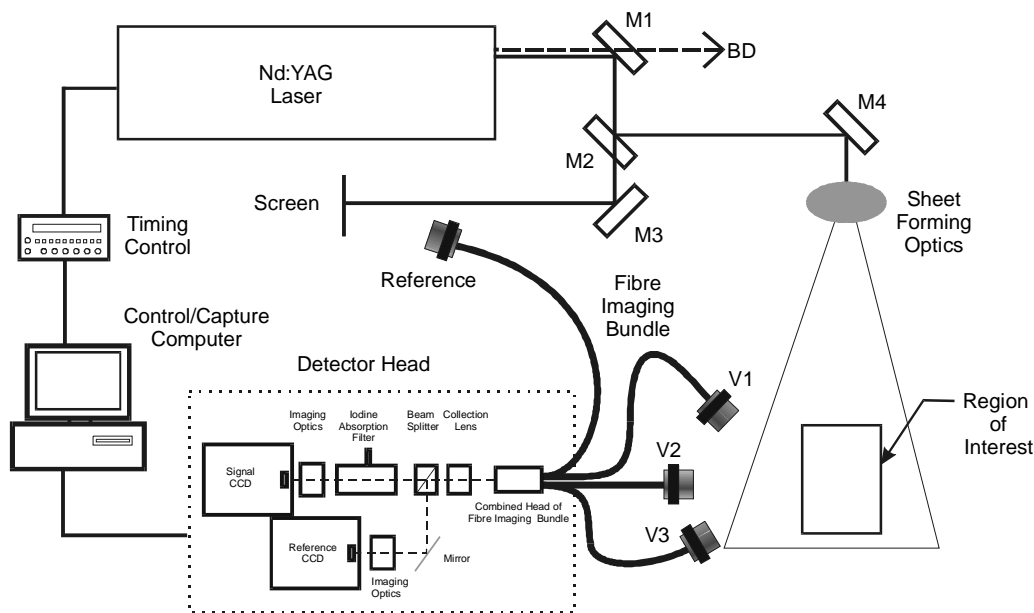 M1
BD
Nd:YAG
Laser
M4
M2
Screen
M3
Sheet
Forming
Optics
Timing
Control
Reference
Fibre
Imaging
Bundle
Control/Capture
Computer
Detector Head
V1
Region
of
Interest
Imaging
Optics
Iodine
Absorption
Filter
Beam
Splitter
Collection
Lens
V2
Signal
CCD
Combined Head of
Fibre Imaging Bundle
V3
Reference
CCD
Mirror
Imaging
Optics